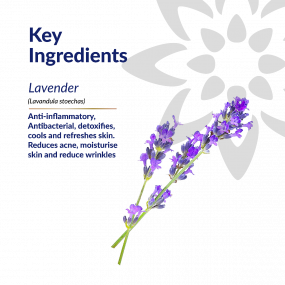 Key
Ingredients
Lavender
(Lavandula stoechas)
Anti-inflammatory,
Antibacterial, detoxifies,
cools and refreshes skin.
Reduces acne, moisturise
skin and reduce wrinkles